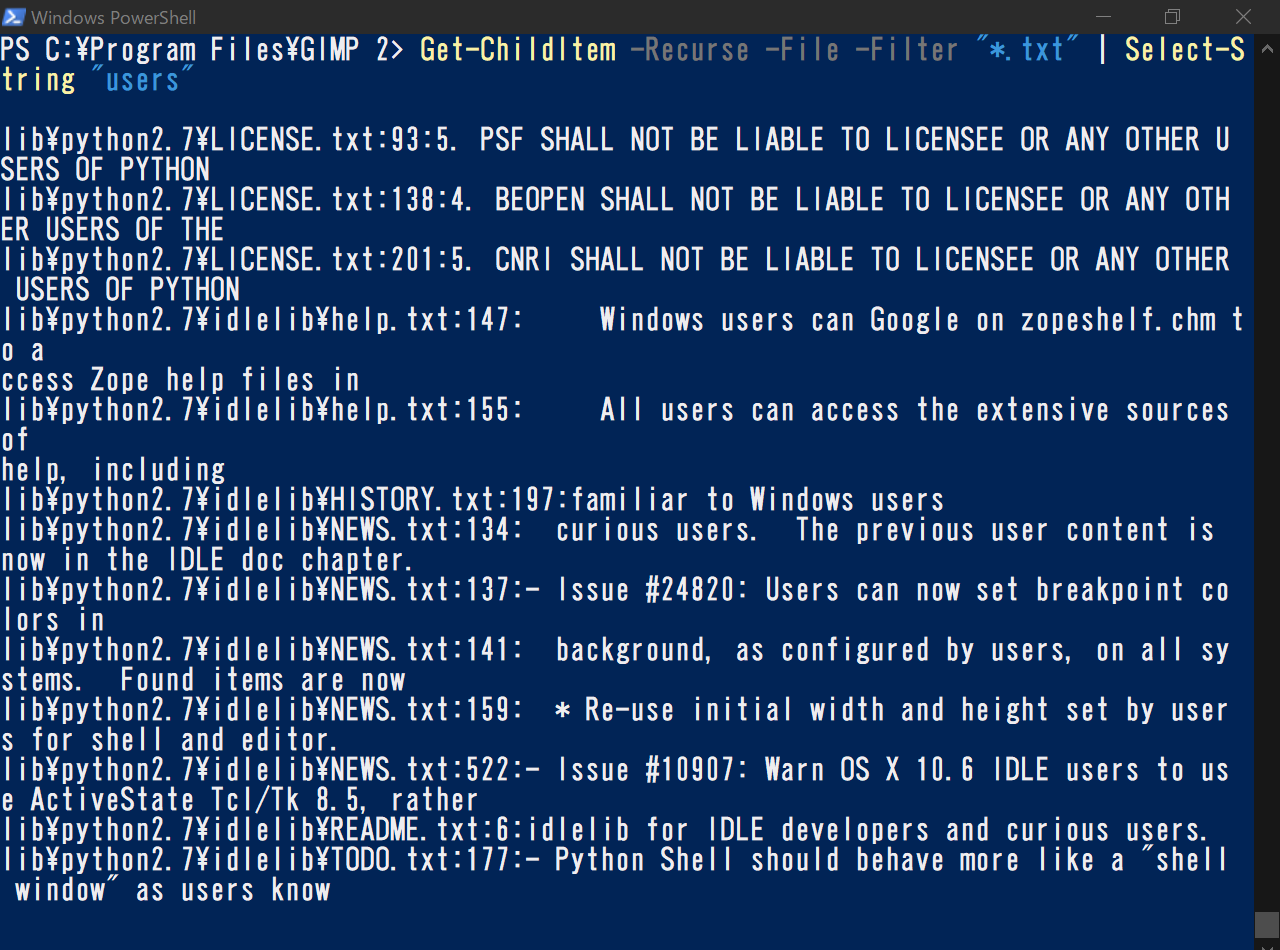 Windows PowerShell
PS C:¥Program Files¥GIMP 2> Get-ChildItem -Recurse -File -Filter "*.txt" | Select-S
tring "users"
lib¥python2.7¥LICENSE.txt:93:5. PSF SHALL NOT BE LIABLE TO LICENSEE OR ANY OTHER U
SERS OF PYTHON
lib¥python2.7¥LICENSE.txt:138:4. BEOPEN SHALL NOT BE LIABLE TO LICENSEE OR ANY OTH
ER USERS OF THE
lib¥python2.7¥LICENSE.txt:201:5. CNRI SHALL NOT BE LIABLE TO LICENSEE OR ANY OTHER
 USERS OF PYTHON
lib¥python2.7¥idlelib¥help.txt:147:     Windows users can Google on zopeshelf.chm t
o a
ccess Zope help files in
lib¥python2.7¥idlelib¥help.txt:155:     All users can access the extensive sources
of
help, including
lib¥python2.7¥idlelib¥HISTORY.txt:197:familiar to Windows users
lib¥python2.7¥idlelib¥NEWS.txt:134:  curious users.  The previous user content is
now in the IDLE doc chapter.
lib¥python2.7¥idlelib¥NEWS.txt:137:- Issue #24820: Users can now set breakpoint co
lors in
lib¥python2.7¥idlelib¥NEWS.txt:141:  background, as configured by users, on all sy
stems.  Found items are now
lib¥python2.7¥idlelib¥NEWS.txt:159:  * Re-use initial width and height set by user
s for shell and editor.
lib¥python2.7¥idlelib¥NEWS.txt:522:- Issue #10907: Warn OS X 10.6 IDLE users to us
e ActiveState Tcl/Tk 8.5, rather
lib¥python2.7¥idlelib¥README.txt:6:idlelib for IDLE developers and curious users.
lib¥python2.7¥idlelib¥TODO.txt:177:- Python Shell should behave more like a "shell
 window" as users know